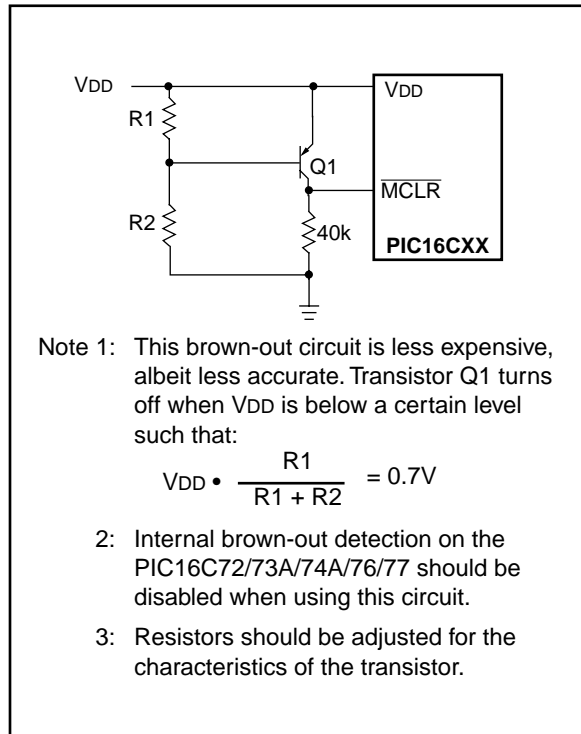 VDD
VDD
R1
Q1
MCLR
R2
40k
PIC16CXX
Note 1: This brown-out circuit is less expensive,
albeit less accurate. Transistor Q1 turns
off when VDD is below a certain level
such that:
VDD • R1 / R1 + R2 = 0.7V
2: Internal brown-out detection on the
PIC16C72/73A/74A/76/77 should be
disabled when using this circuit.
3: Resistors should be adjusted for the
characteristics of the transistor.